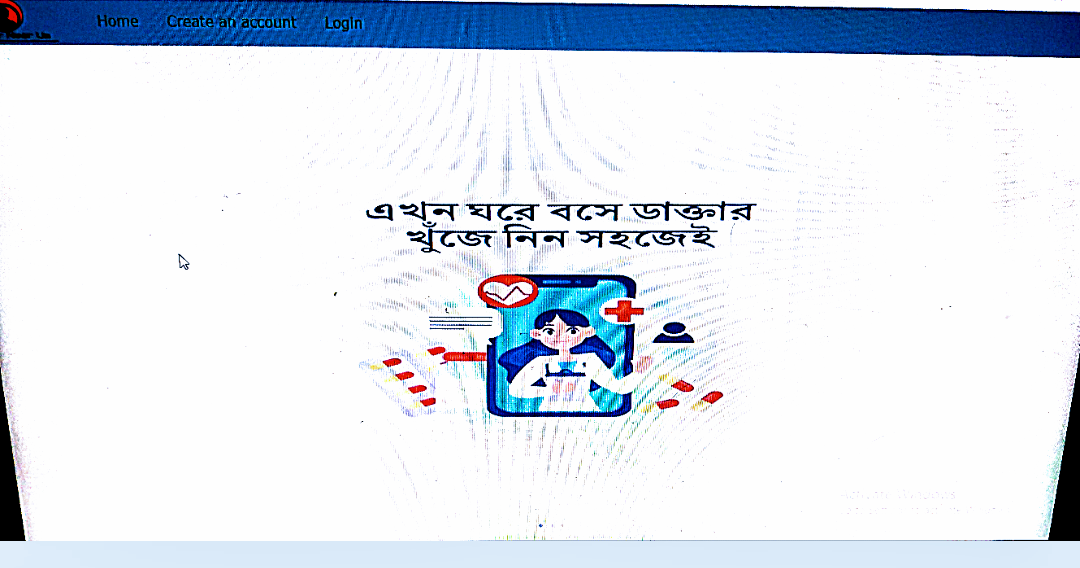 Home Create an account Login
এখন ঘরে বসে ডাক্তার
খুঁজে নিন সহজেই